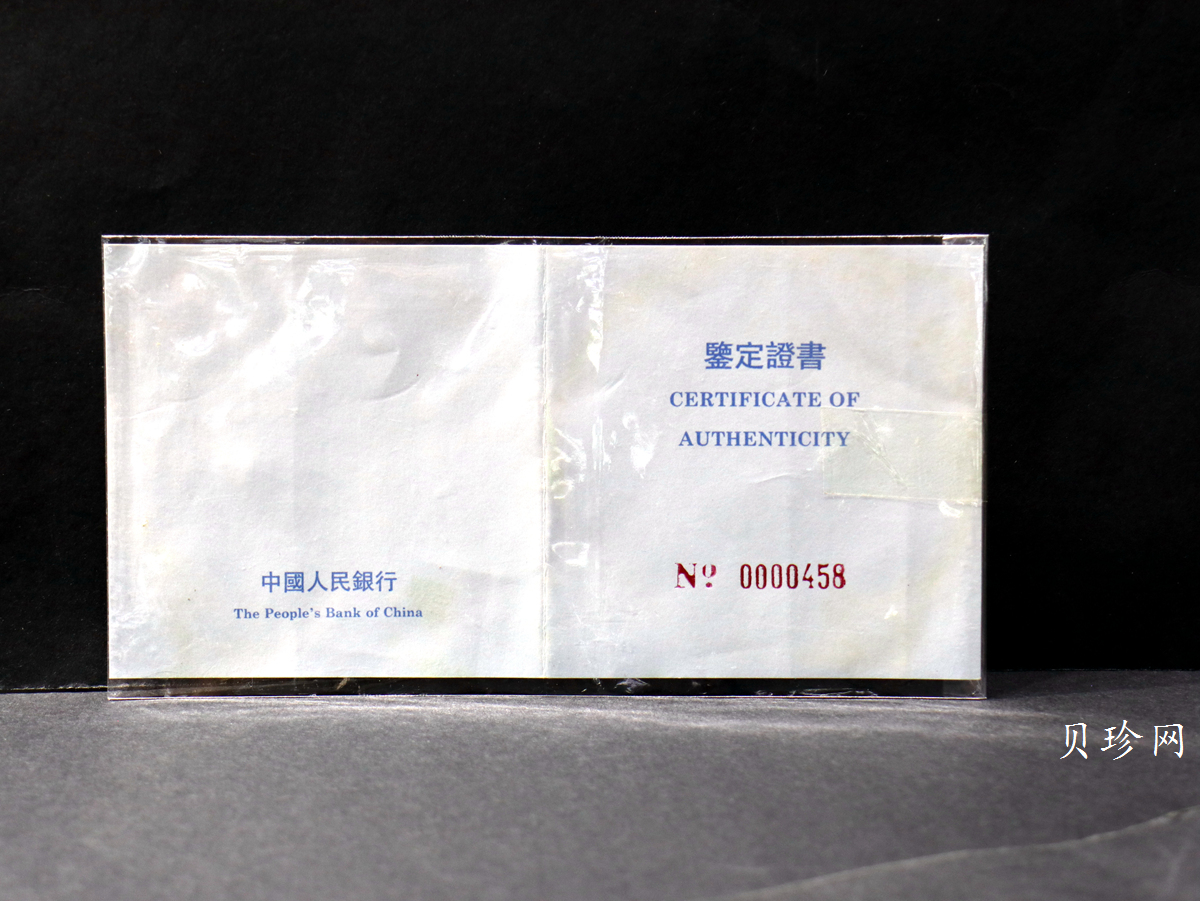 鑒定證書
CERTIFICATE OF
AUTHENTICITY
Nº 0000458
中國人民銀行
The People's Bank of China
贝珍网